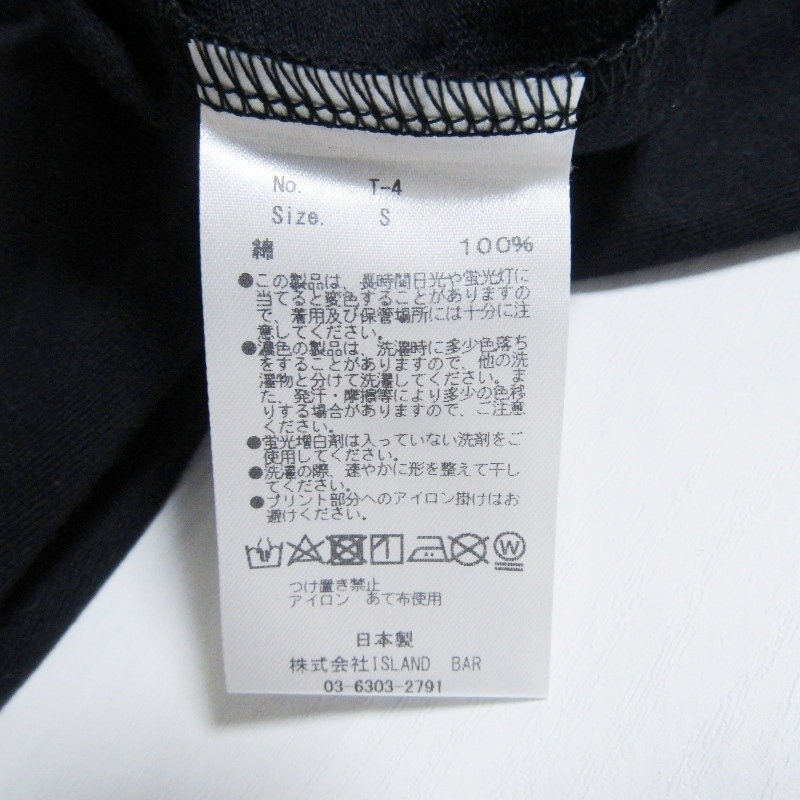 No. T-4
Size. S
綿 100%
●この製品は、長時間日光や蛍光灯に
当てると変色することがありますの
で、着用及び保管場所には十分に注
意してください。
●濃色の製品は、洗濯時に多少色落ち
をすることがありますので、他の洗
濯物と分けて洗濯してください。ま
た、発汗・摩擦等により多少の色移
りする場合がありますので、ご注意
ください。
●蛍光増白剤は入っていない洗剤をご
使用してください。
●洗濯の際、速やかに形を整えて干し
てください。
●プリント部分へのアイロン掛けはお
避けください。
W
つけ置き禁止
アイロン あて布使用
日本製
株式会社ISLAND BAR
03-6303-2791